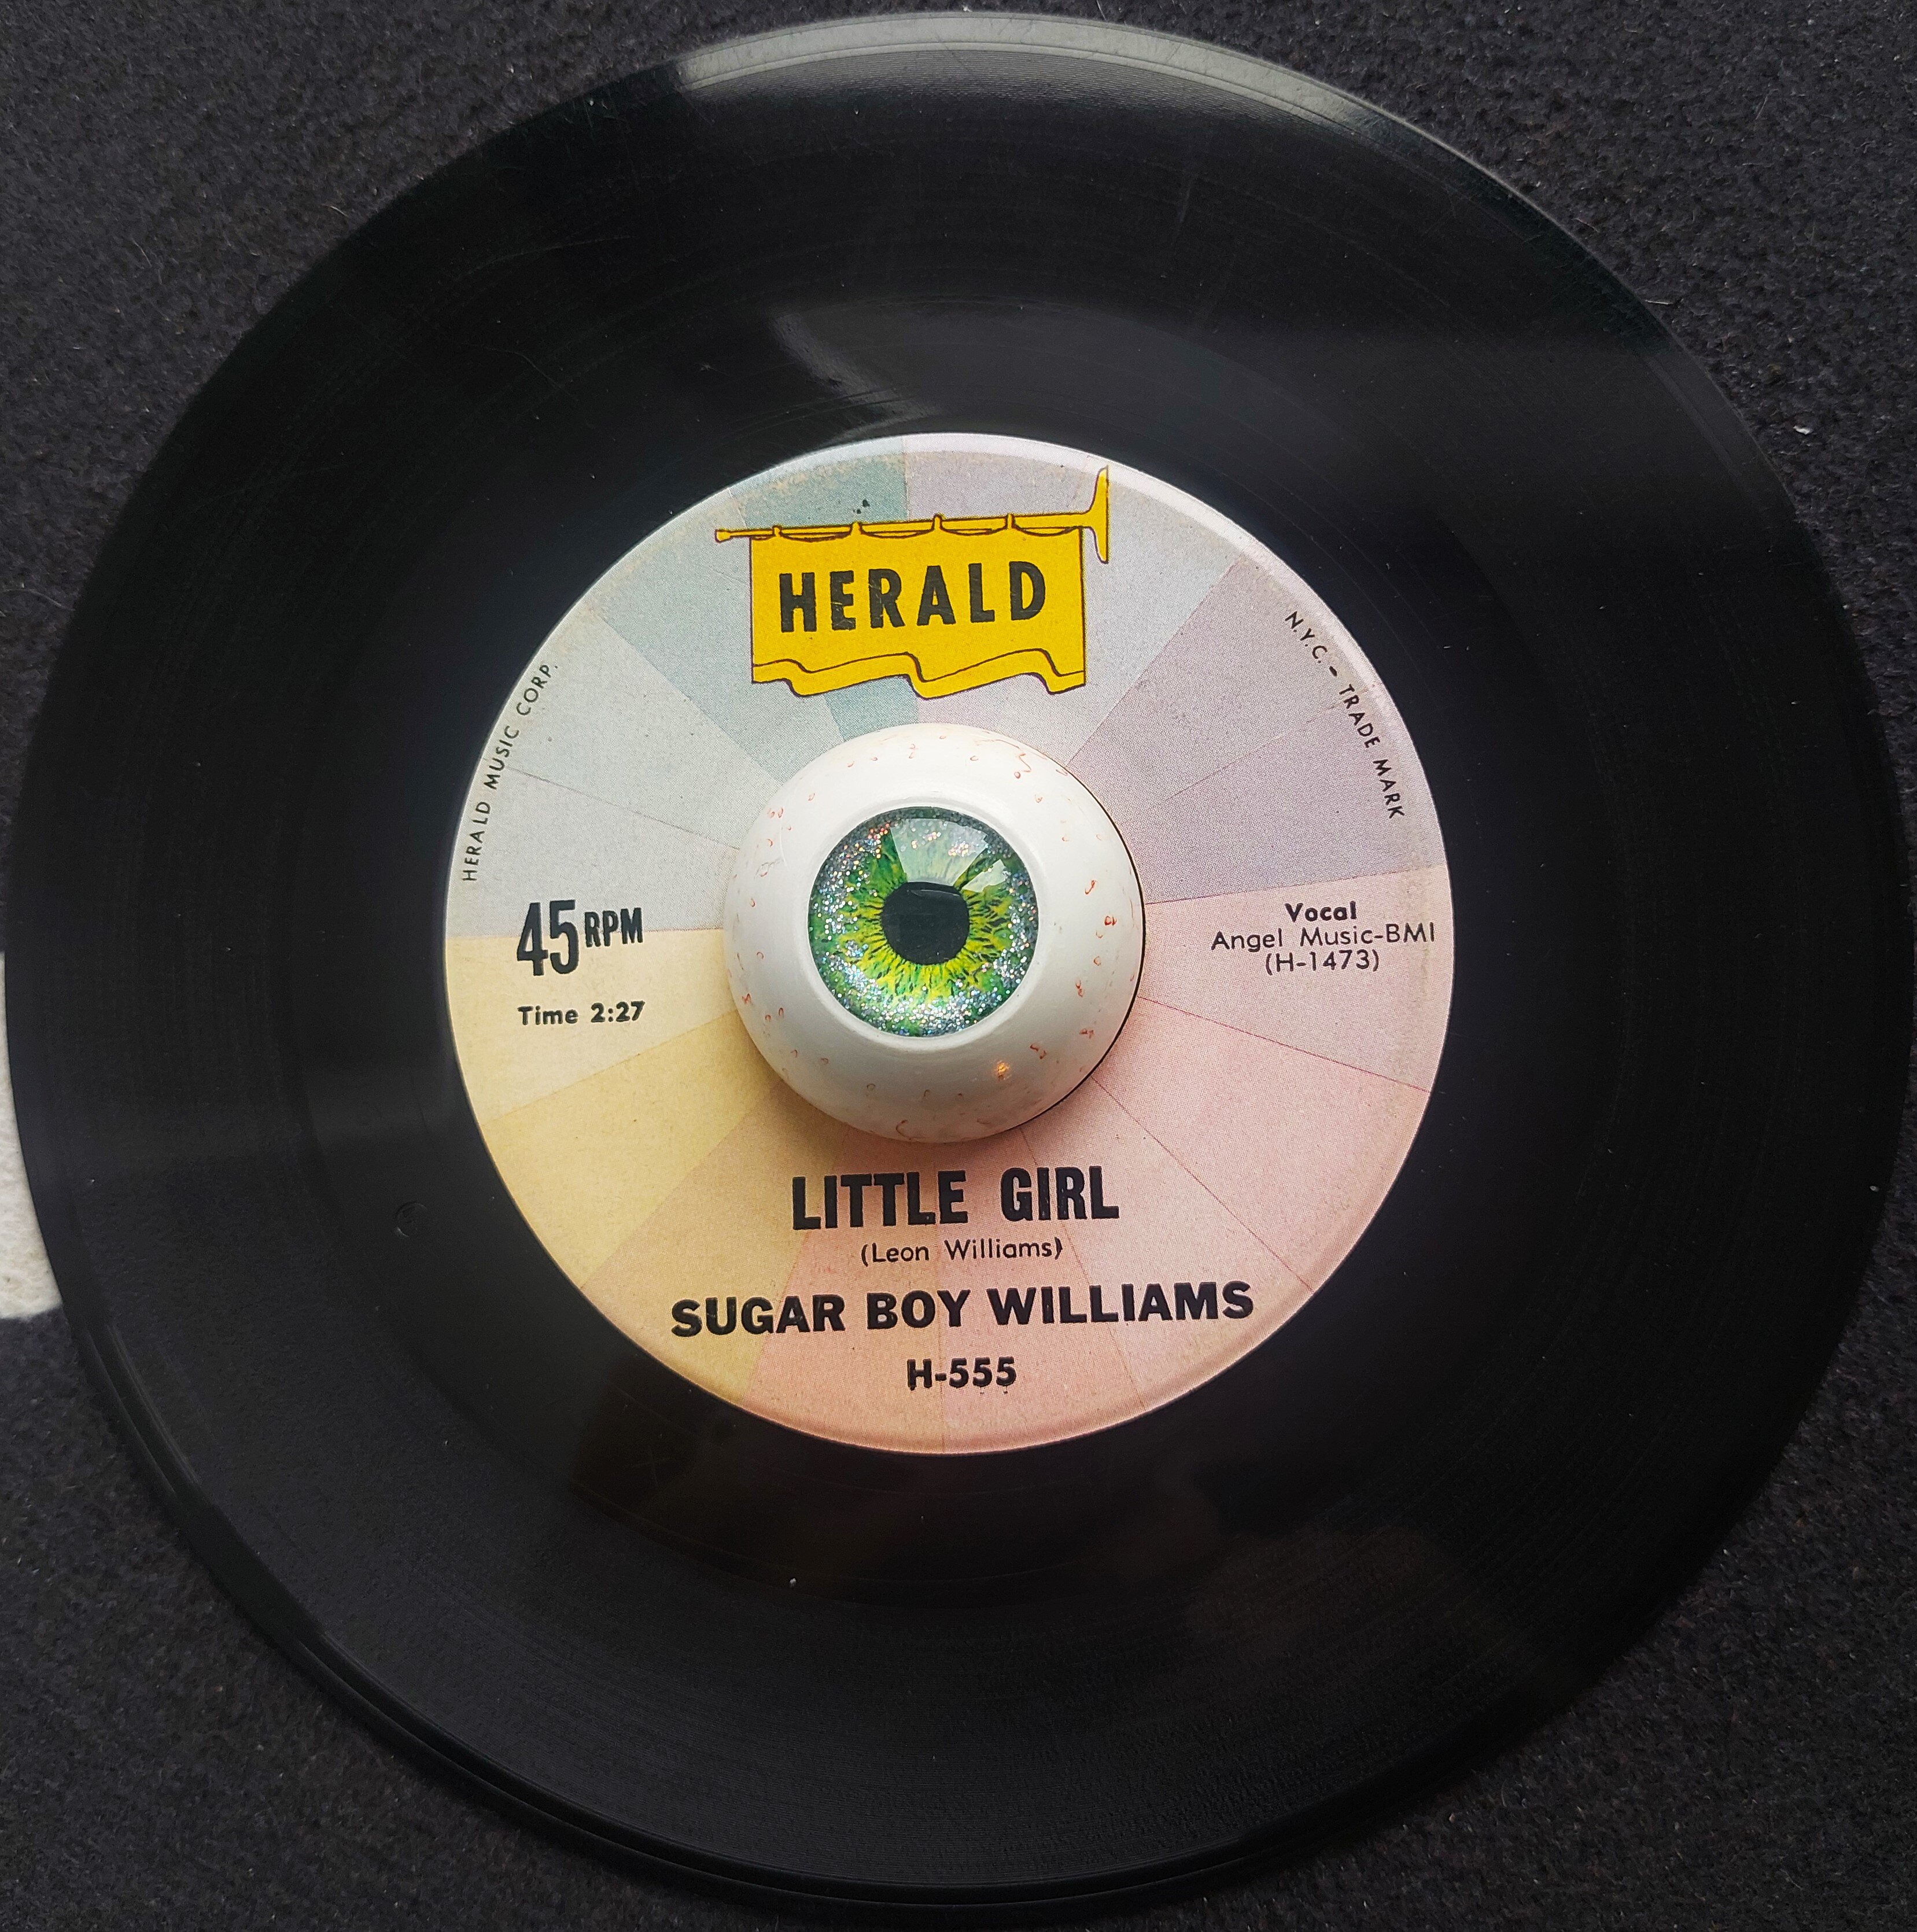 HERALD
HERALD MUSIC CORP.
N.Y.C. - TRADE MARK
45 RPM
Time 2:27
Vocal
Angel Music-BMI
(H-1473)
LITTLE GIRL
(Leon Williams)
SUGAR BOY WILLIAMS
H-555